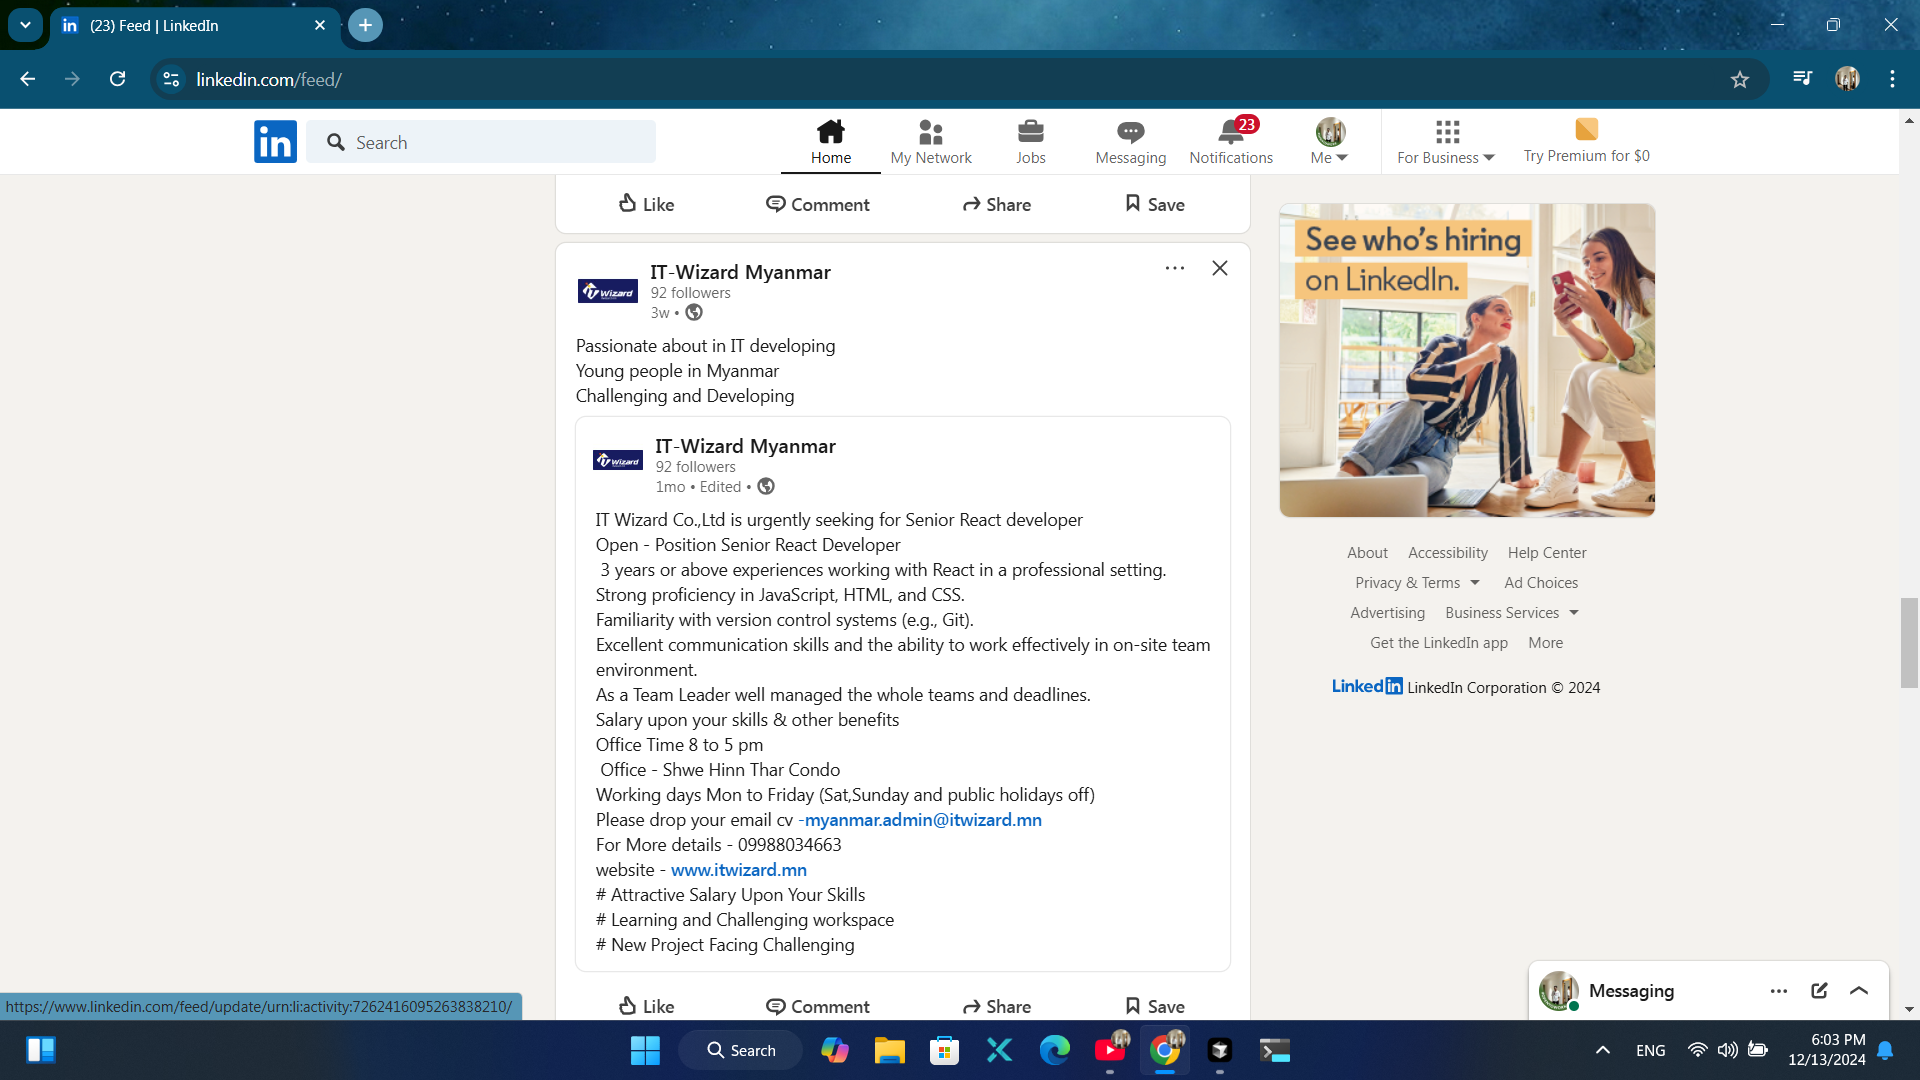 (23) Feed | LinkedIn
linkedin.com/feed/
in
Search
Home
My Network
Jobs
Messaging
23
Notifications
Me
For Business
Try Premium for $0
Like
Comment
Share
Save
IT-Wizard Myanmar
92 followers
3w •
Wizard
Passionate about in IT developing
Young people in Myanmar
Challenging and Developing
IT-Wizard Myanmar
92 followers
1mo • Edited •
Wizard
IT Wizard Co.,Ltd is urgently seeking for Senior React developer
Open - Position Senior React Developer
3 years or above experiences working with React in a professional setting.
Strong proficiency in JavaScript, HTML, and CSS.
Familiarity with version control systems (e.g., Git).
Excellent communication skills and the ability to work effectively in on-site team
environment.
As a Team Leader well managed the whole teams and deadlines.
Salary upon your skills & other benefits
Office Time 8 to 5 pm
Office - Shwe Hinn Thar Condo
Working days Mon to Friday (Sat,Sunday and public holidays off)
Please drop your email cv -myanmar.admin@itwizard.mn
For More details - 09988034663
website - www.itwizard.mn
# Attractive Salary Upon Your Skills
# Learning and Challenging workspace
# New Project Facing Challenging
Like
Comment
Share
Save
See who's hiring
on LinkedIn.
About
Accessibility
Help Center
Privacy & Terms
Ad Choices
Advertising
Business Services
Get the LinkedIn app
More
LinkedIn LinkedIn Corporation © 2024
Messaging
https://www.linkedin.com/feed/update/urn:li:activity:7262416095263838210/
Search
ENG
6:03 PM
12/13/2024